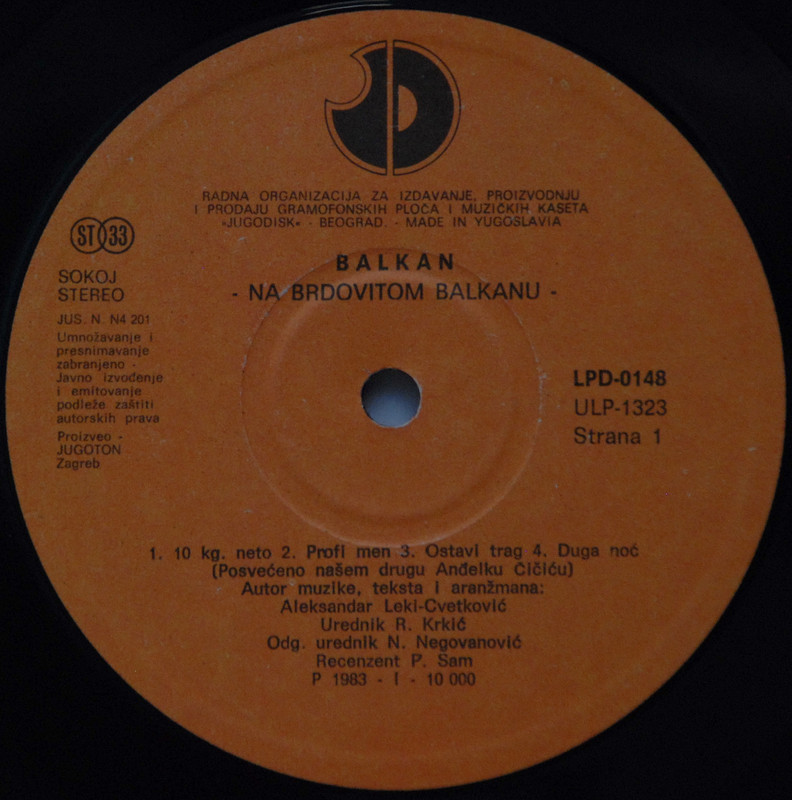 JD
RADNA ORGANIZACIJA ZA IZDAVANJE, PROIZVODNJU
I PRODAJU GRAMOFONSKIH PLOČA I MUZIČKIH KASETA
»JUGODISK« - BEOGRAD. - MADE IN YUGOSLAVIA
ST 33
SOKOJ
STEREO
BALKAN
- NA BRDOVITOM BALKANU -
JUS. N. N4 201
Umnožavanje i
presnimavanje
zabranjeno -
Javno izvođenje
i emitovanje
podleže zaštiti
autorskih prava
Proizveo -
JUGOTON
Zagreb
LPD-0148
ULP-1323
Strana 1
1. 10 kg. neto 2. Profi men 3. Ostavi trag 4. Duga noć
(Posvećeno našem drugu Anđelku Čičiću)
Autor muzike, teksta i aranžmana:
Aleksandar Leki-Cvetković
Urednik R. Krkić
Odg. urednik N. Negovanović
Recenzent P. Sam
P 1983 - I - 10 000